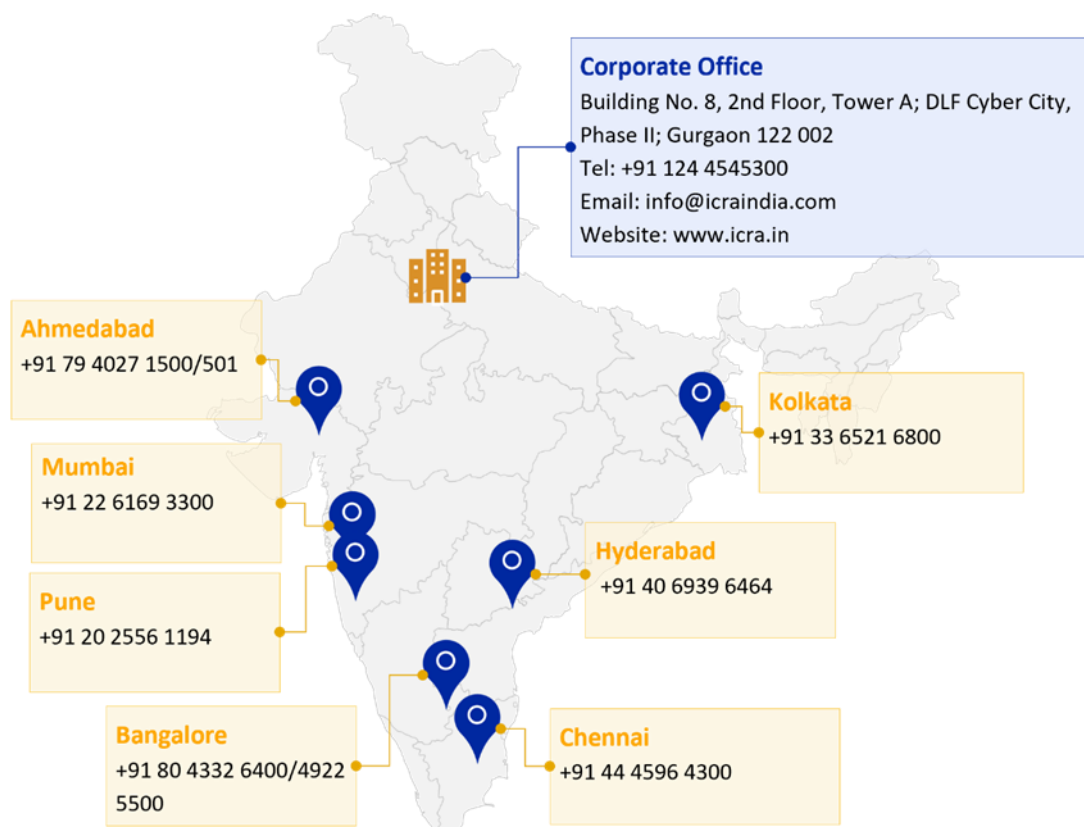 Corporate Office
Building No. 8, 2nd Floor, Tower A; DLF Cyber City,
Phase II; Gurgaon 122 002
Tel: +91 124 4545300
Email: info@icraindia.com
Website: www.icra.in
Ahmedabad
+91 79 4027 1500/501
Kolkata
+91 33 6521 6800
Mumbai
+91 22 6169 3300
Hyderabad
+91 40 6939 6464
Pune
+91 20 2556 1194
Bangalore
+91 80 4332 6400/4922
5500
Chennai
+91 44 4596 4300